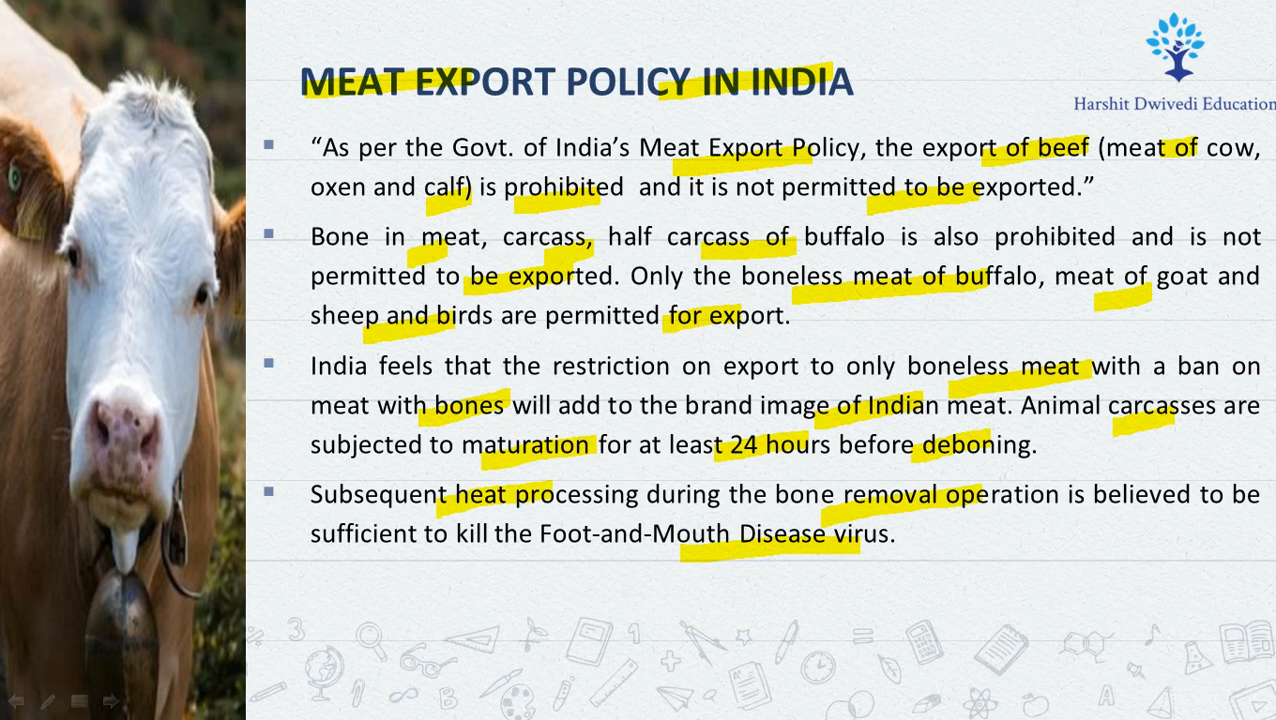 Harshit Dwivedi Education
MEAT EXPORT POLICY IN INDIA
“As per the Govt. of India’s Meat Export Policy, the export of beef (meat of cow,
oxen and calf) is prohibited and it is not permitted to be exported.”
Bone in meat, carcass, half carcass of buffalo is also prohibited and is not
permitted to be exported. Only the boneless meat of buffalo, meat of goat and
sheep and birds are permitted for export.
India feels that the restriction on export to only boneless meat with a ban on
meat with bones will add to the brand image of Indian meat. Animal carcasses are
subjected to maturation for at least 24 hours before deboning.
Subsequent heat processing during the bone removal operation is believed to be
sufficient to kill the Foot-and-Mouth Disease virus.